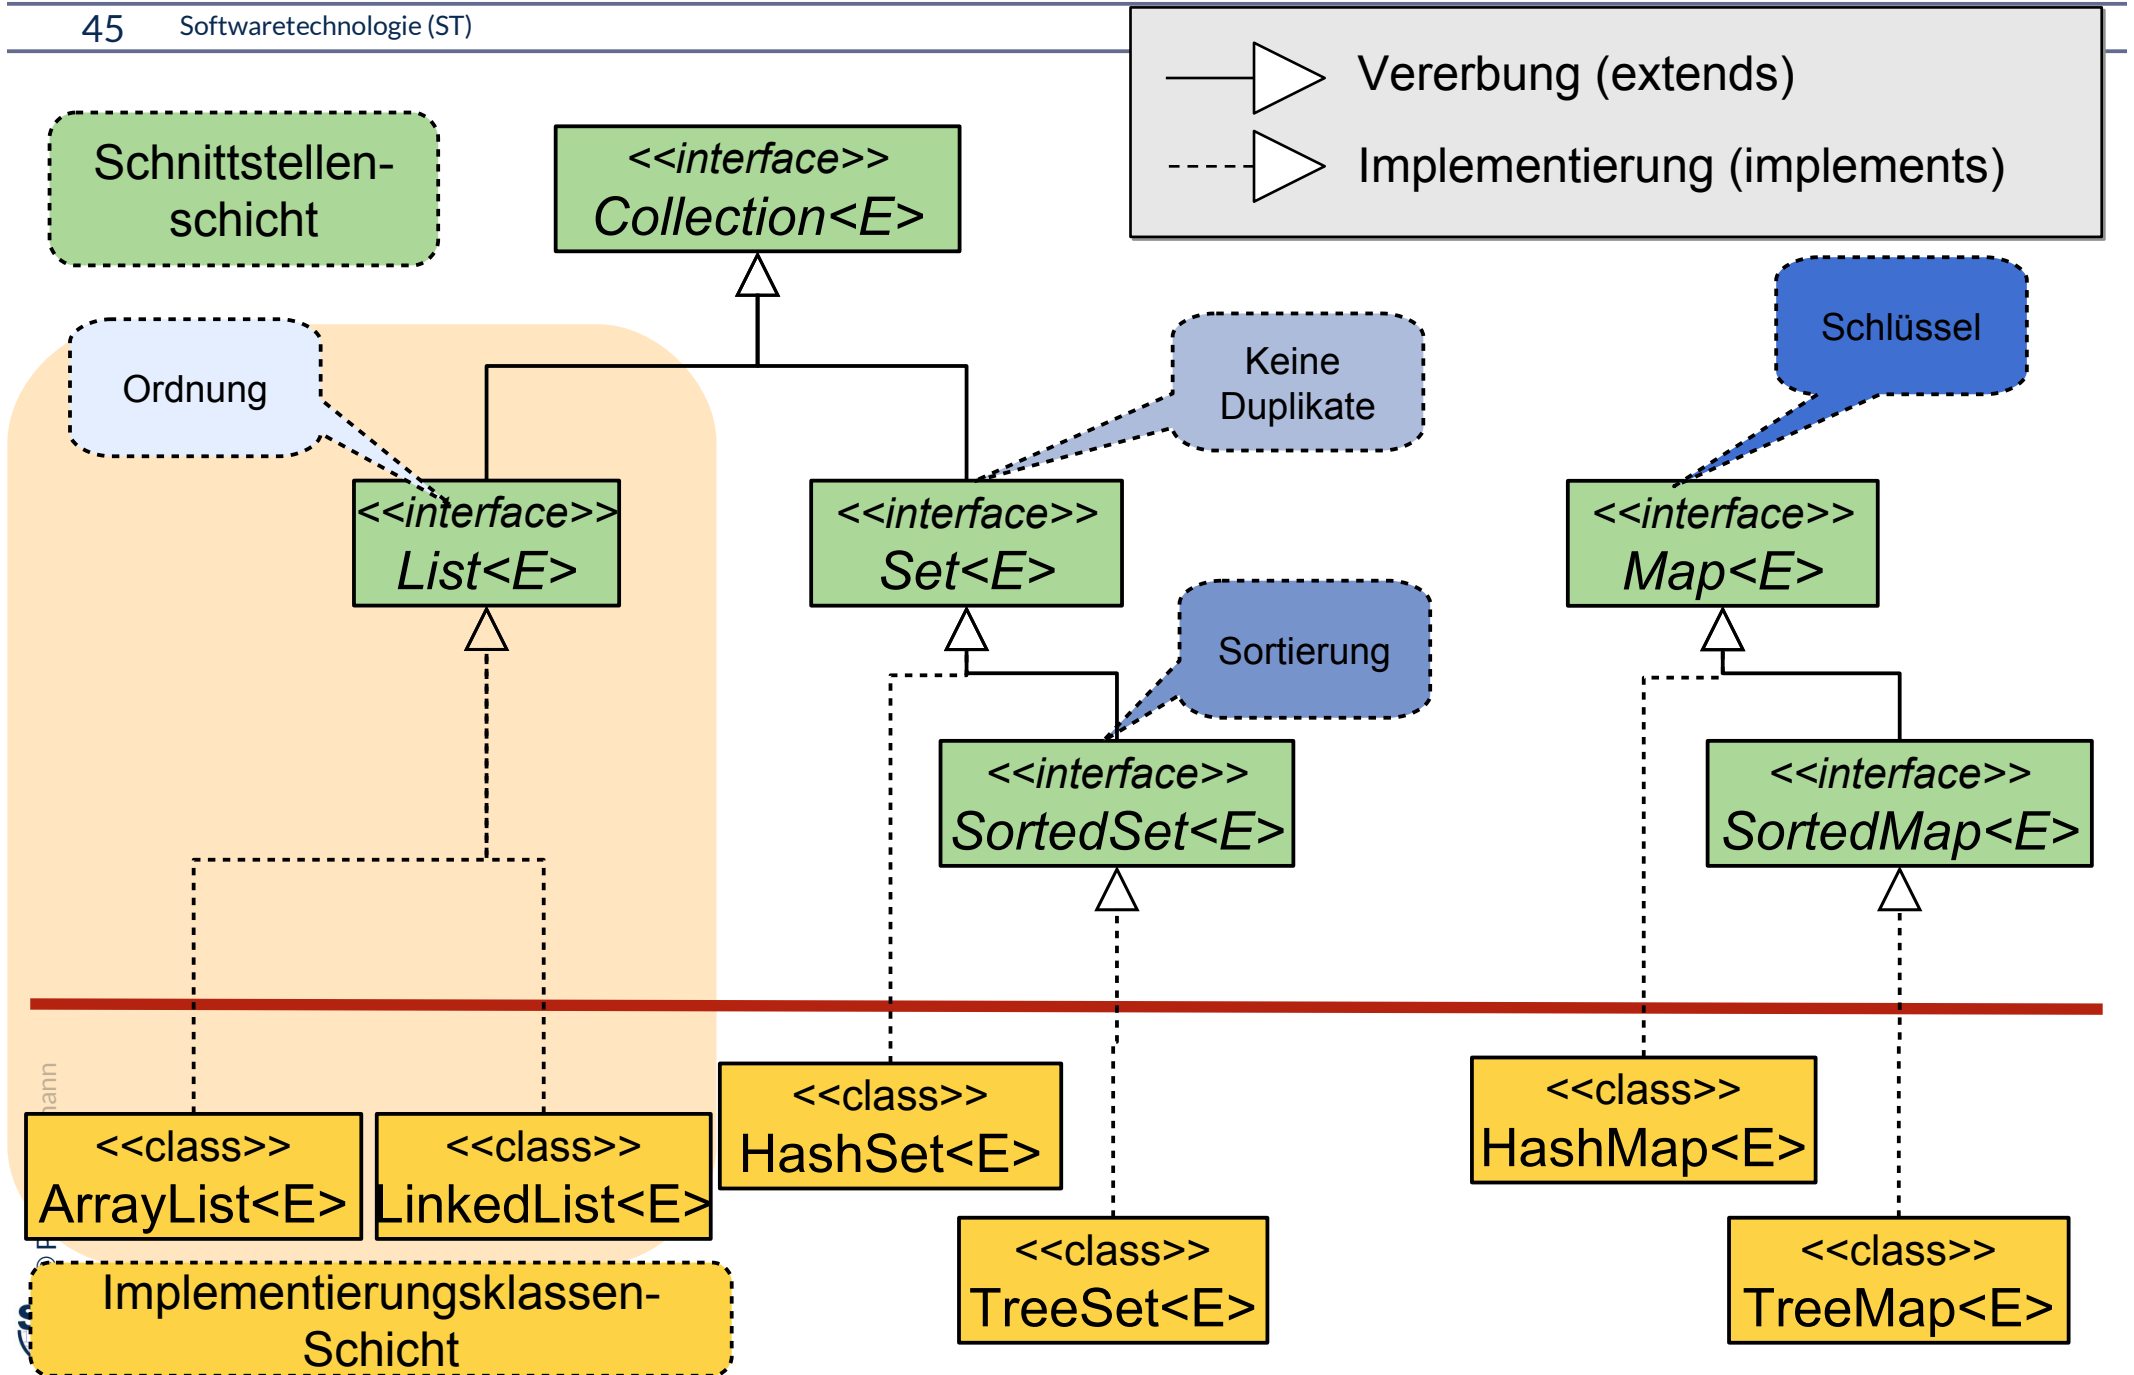 45 Softwaretechnologie (ST)
Vererbung (extends)
Implementierung (implements)
Schnittstellen-
schicht
<<interface>>
Collection<E>
Schlüssel
Ordnung
Keine
Duplikate
<<interface>>
List<E>
<<interface>>
Set<E>
<<interface>>
Map<E>
Sortierung
<<interface>>
SortedSet<E>
<<interface>>
SortedMap<E>
<<class>>
ArrayList<E>
<<class>>
LinkedList<E>
<<class>>
HashSet<E>
<<class>>
HashMap<E>
<<class>>
TreeSet<E>
<<class>>
TreeMap<E>
Implementierungsklassen-
Schicht